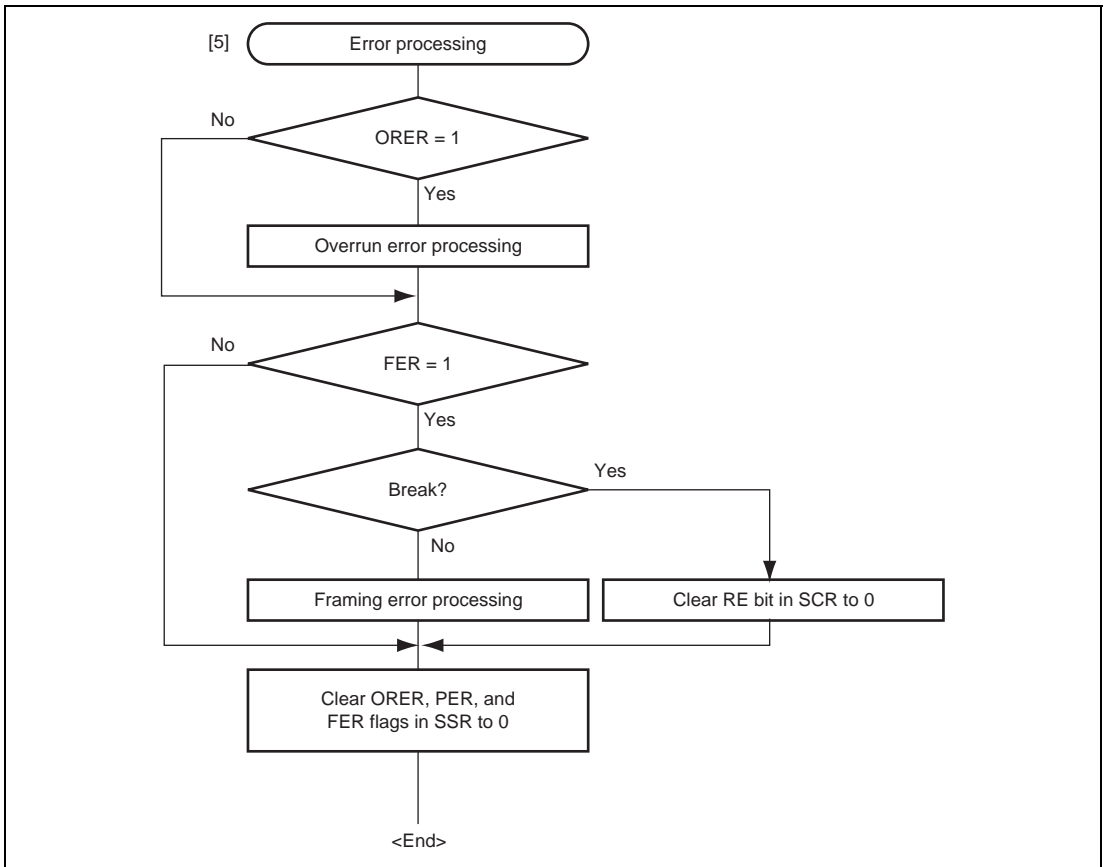 [5]
Error processing
No
ORER = 1
Yes
Overrun error processing
No
FER = 1
Yes
Break?
Yes
No
Framing error processing
Clear RE bit in SCR to 0
Clear ORER, PER, and
FER flags in SSR to 0
<End>